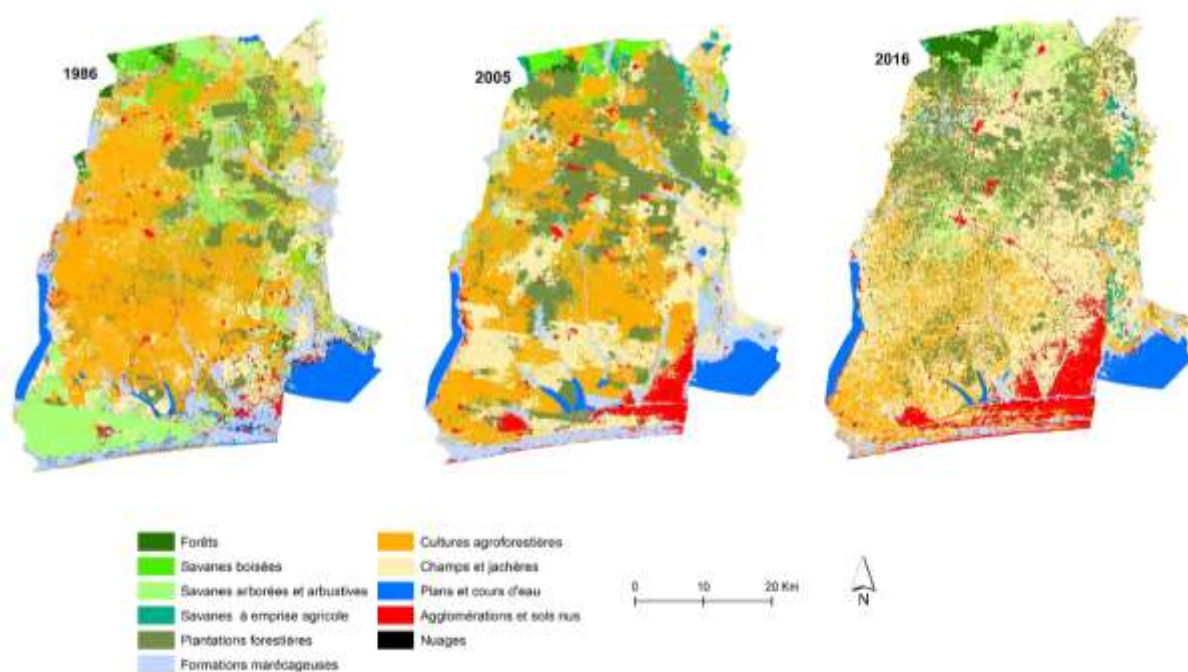 1986
2005
2016
Forêts
Savanes boisées
Savanes arborées et arbustives
Savanes à emprise agricole
Plantations forestières
Formations marécageuses
Cultures agroforestières
Champs et jachères
Plans et cours d'eau
Agglomérations et sols nus
Nuages
0 10 20 Km
N